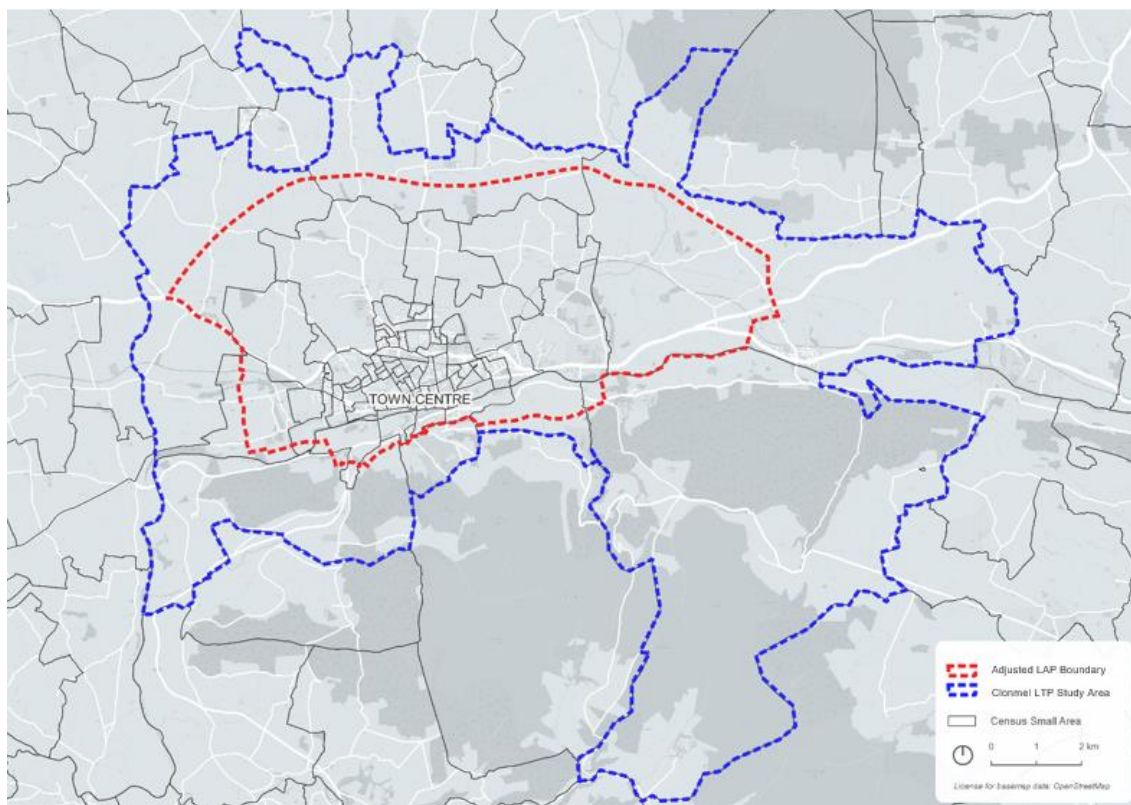 TOWN CENTRE
Adjusted LAP Boundary
Clonmel LTP Study Area
Census Small Area
0 1 2 km
License for basemap data: OpenStreetMap